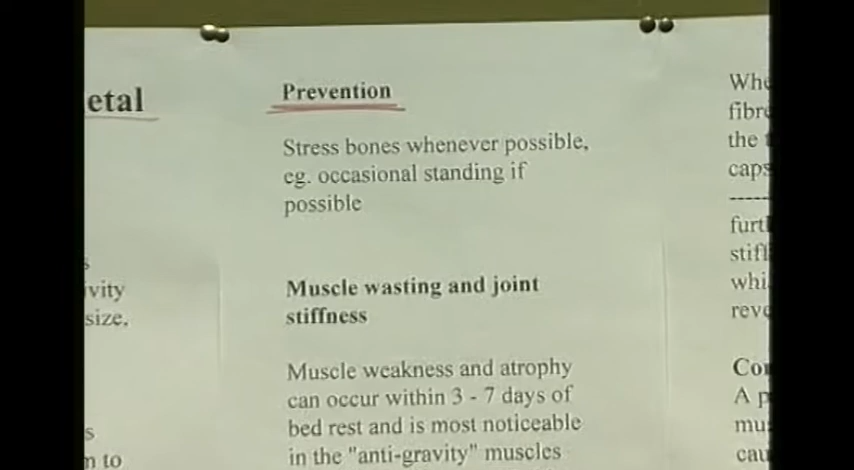 etal
vity
size,
s
to
Prevention
Stress bones whenever possible,
eg. occasional standing if
possible
Muscle wasting and joint
stiffness
Muscle weakness and atrophy
can occur within 3 - 7 days of
bed rest and is most noticeable
in the "anti-gravity" muscles
the
A